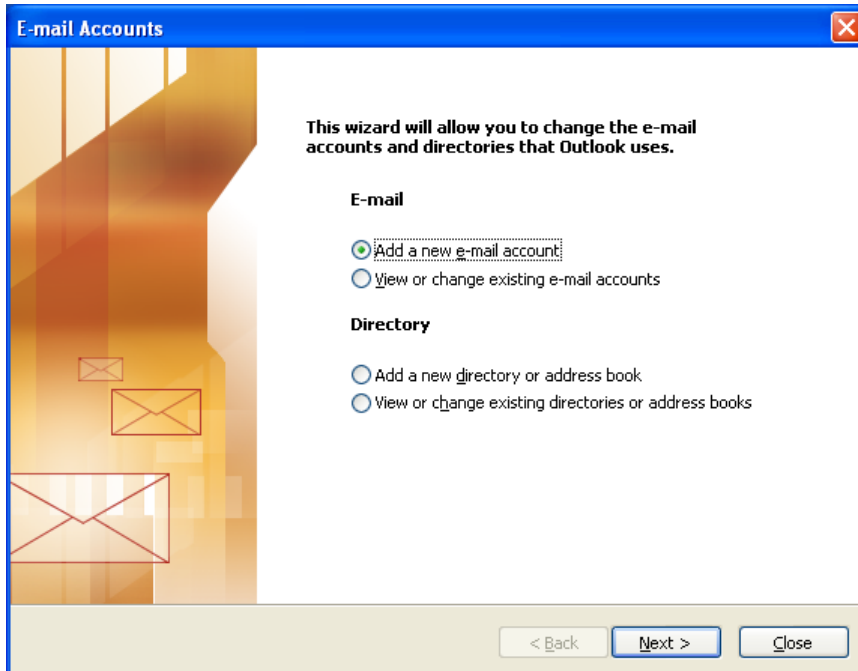 E-mail Accounts
This wizard will allow you to change the e-mail
accounts and directories that Outlook uses.
E-mail
Add a new e-mail account
View or change existing e-mail accounts
Directory
Add a new directory or address book
View or change existing directories or address books
< Back Next > Close